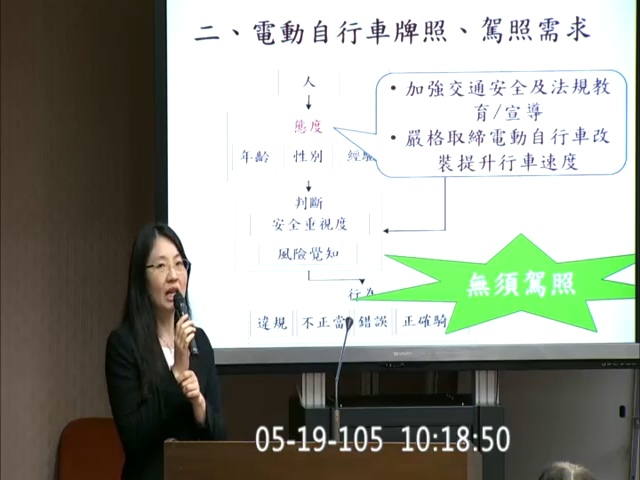 二、電動自行車牌照、駕照需求
人
• 加強交通安全及法規教
育/宣導
• 嚴格取締電動自行車改
裝提升行車速度
態度
年齡 性別
判斷
安全重視度
風險覺知
無須駕照
違規 不正當 錯誤 正確騎
05-19-105 10:18:50